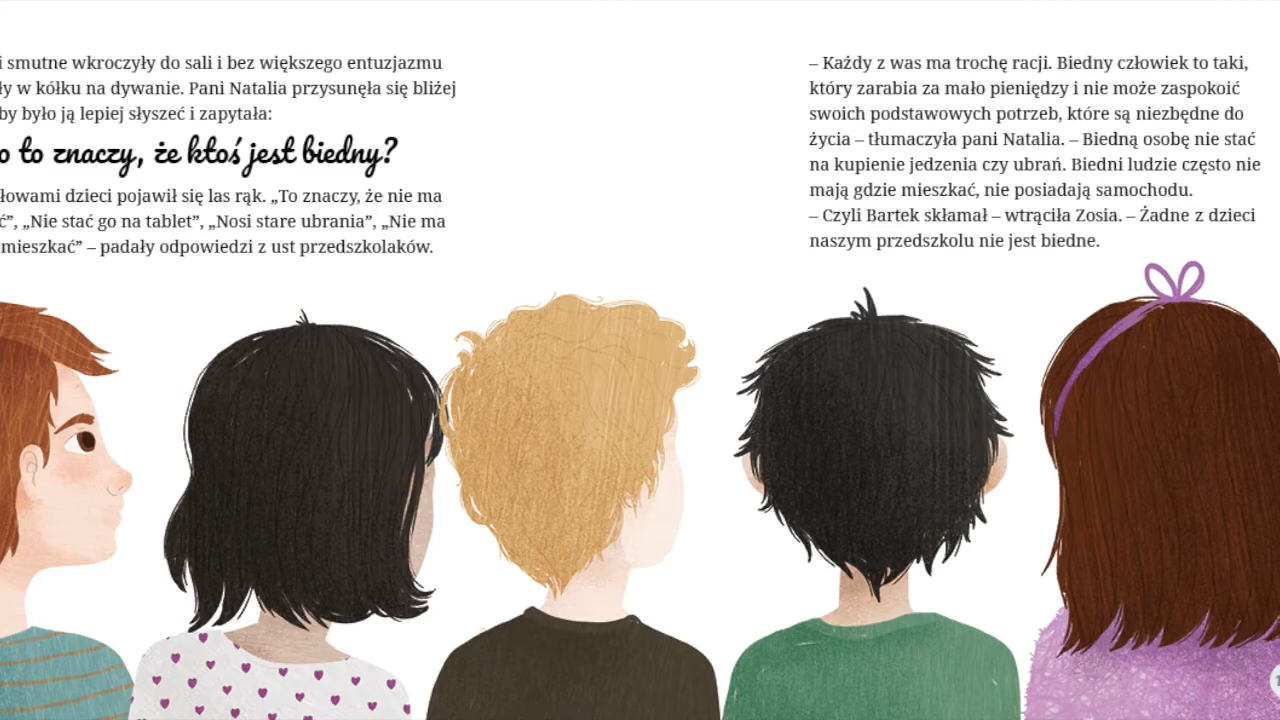 i smutne wkroczyły do sali i bez większego entuzjazmu
ły w kółku na dywanie. Pani Natalia przysunęła się bliżej
by było ją lepiej słyszeć i zapytała:
o to znaczy, że ktoś jest biedny?
łowami dzieci pojawił się las rąk. „To znaczy, że nie ma
ć”, „Nie stać go na tablet”, „Nosi stare ubrania”, „Nie ma
mieszkać” – padały odpowiedzi z ust przedszkolaków.
– Każdy z was ma trochę racji. Biedny człowiek to taki,
który zarabia za mało pieniędzy i nie może zaspokoić
swoich podstawowych potrzeb, które są niezbędne do
życia – tłumaczyła pani Natalia. – Biedną osobę nie stać
na kupienie jedzenia czy ubrań. Biedni ludzie często nie
mają gdzie mieszkać, nie posiadają samochodu.
– Czyli Bartek skłamał – wtrąciła Zosia. – Żadne z dzieci
naszym przedszkolu nie jest biedne.